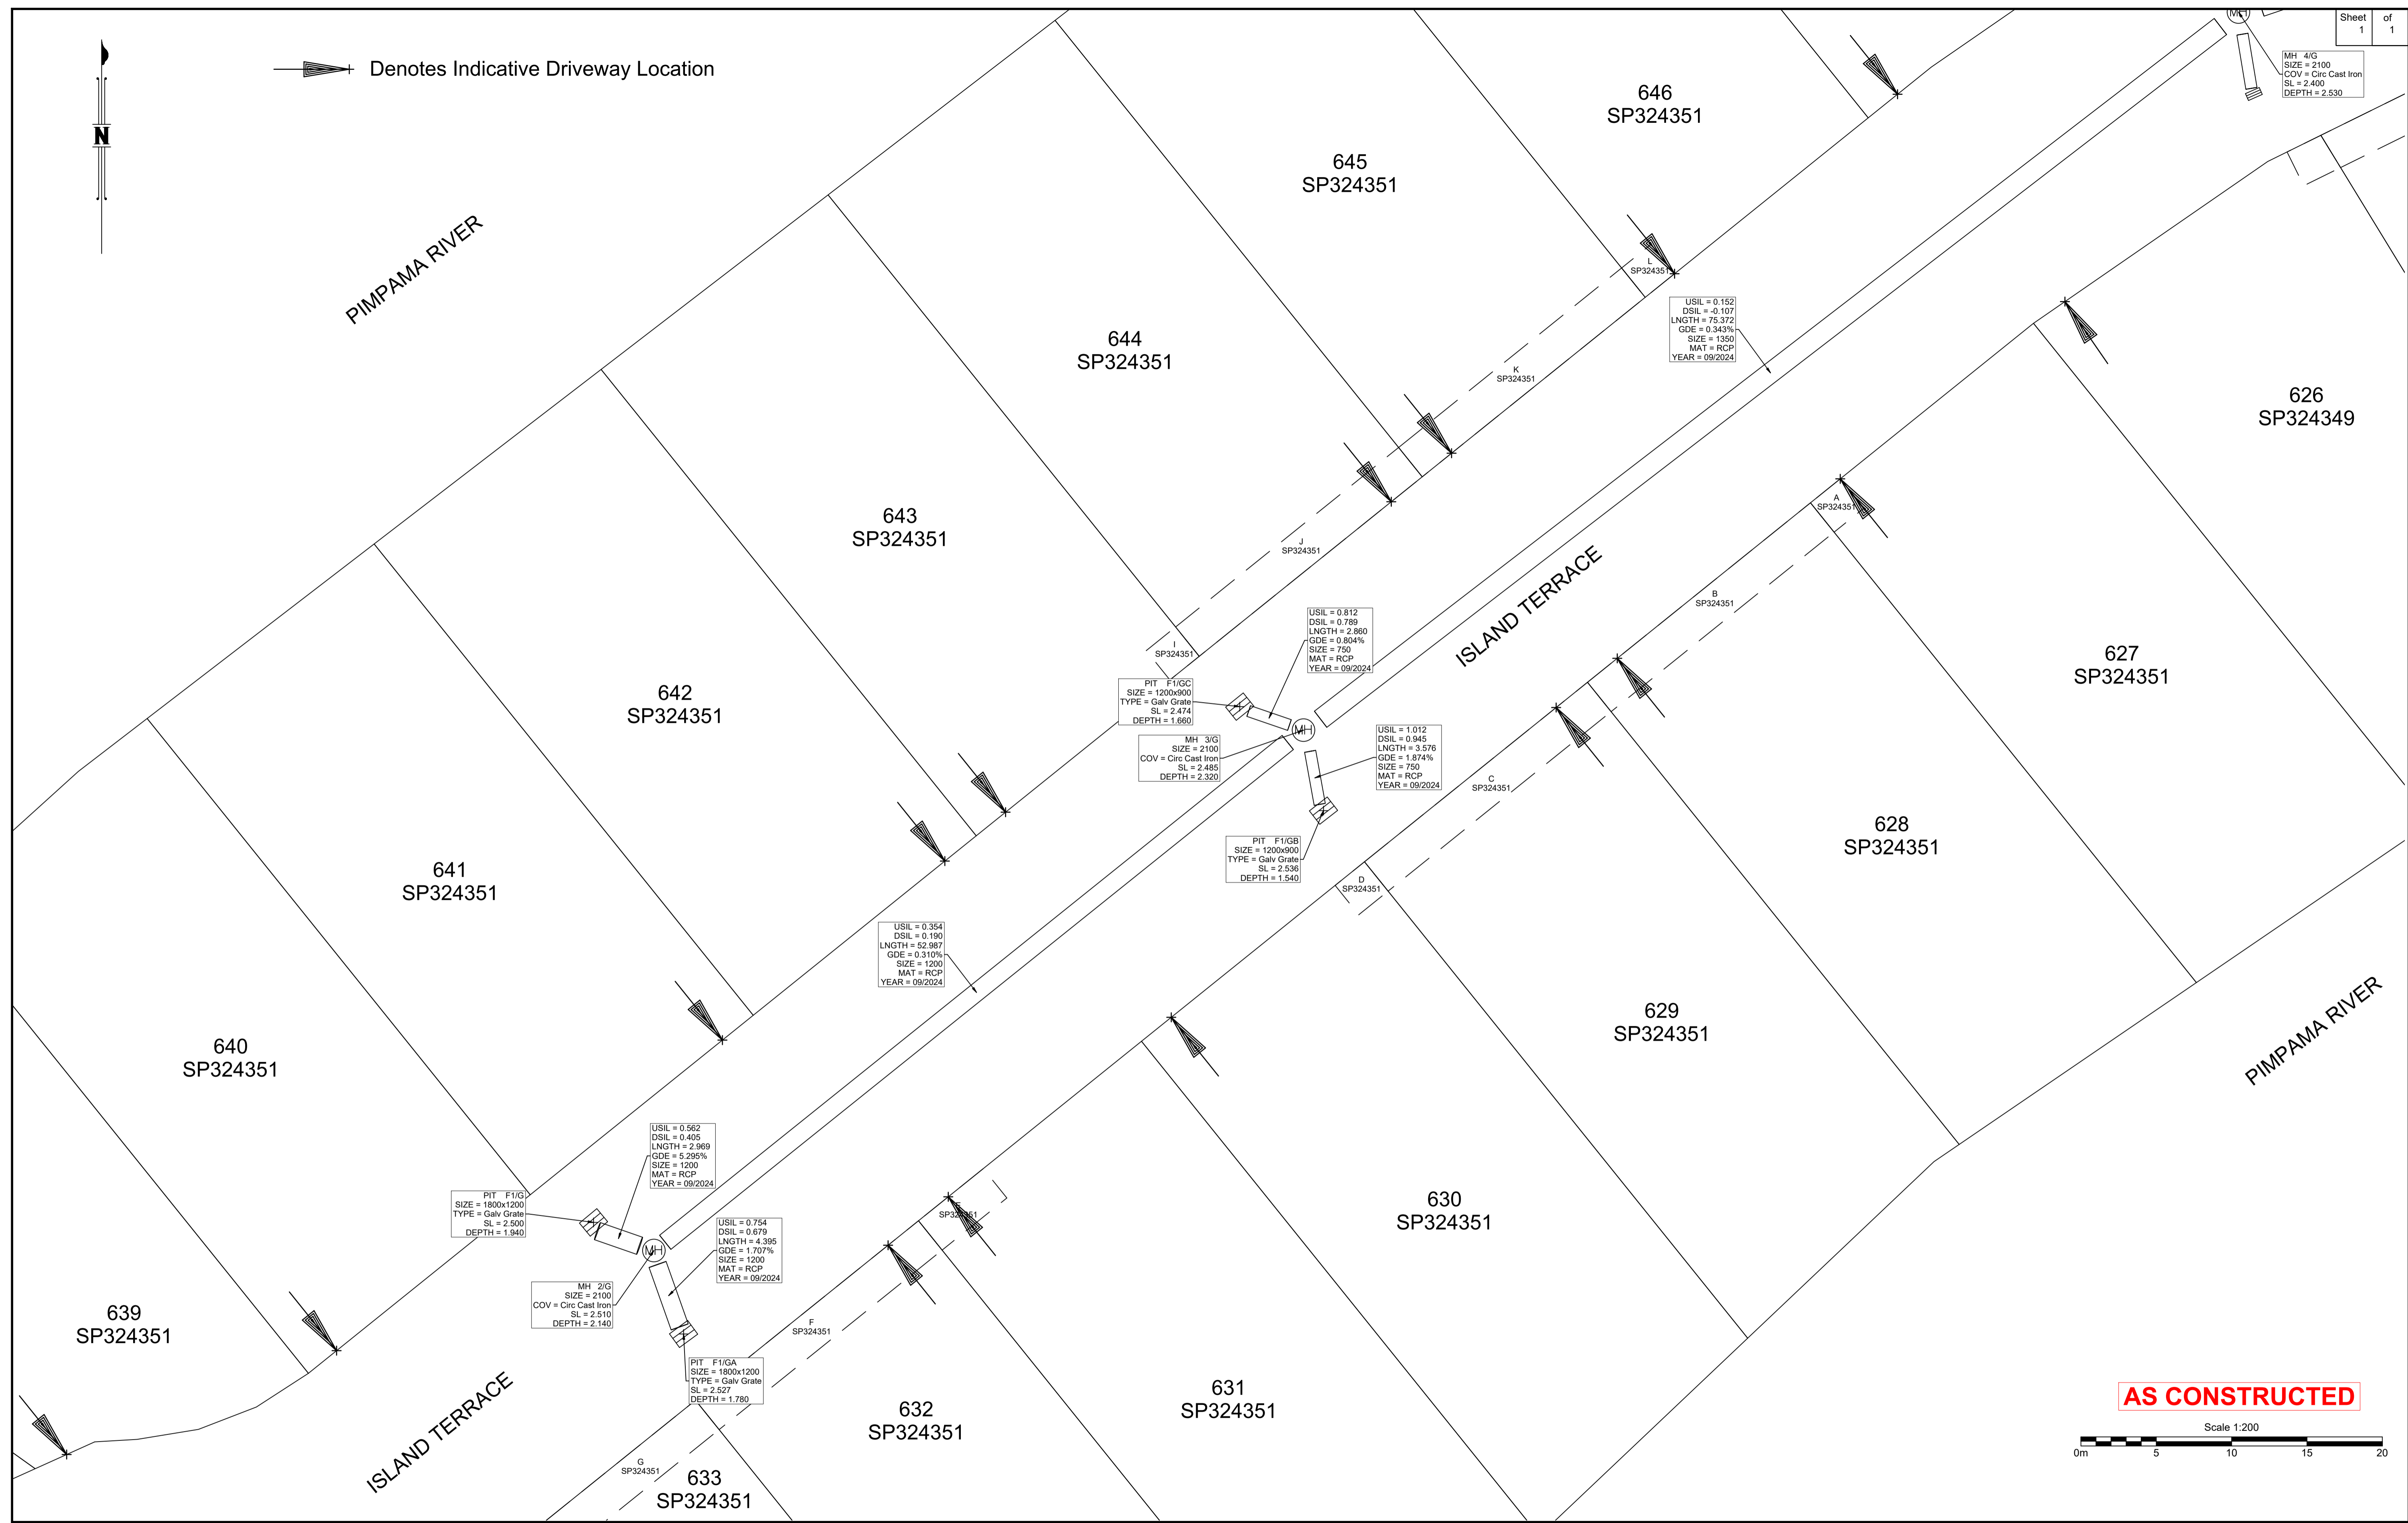 Sheet of
1 1
N
Denotes Indicative Driveway Location
MH
MH 4/G
SIZE = 2100
COV = Circ Cast Iron
SL = 2.400
DEPTH = 2.530
646
SP324351
645
SP324351
PIMPAMA RIVER
L
SP324351
USIL = 0.152
DSIL = -0.107
LNGTH = 75.372
GDE = 0.343%
SIZE = 1350
MAT = RCP
YEAR = 09/2024
644
SP324351
K
SP324351
626
SP324349
643
SP324351
J
SP324351
A
SP324351
ISLAND TERRACE
B
SP324351
USIL = 0.812
DSIL = 0.789
LNGTH = 2.860
GDE = 0.804%
SIZE = 750
MAT = RCP
YEAR = 09/2024
I
SP324351
627
SP324351
642
SP324351
PIT F1/GC
SIZE = 1200x900
TYPE = Galv Grate
SL = 2.474
DEPTH = 1.660
MH
MH 3/G
SIZE = 2100
COV = Circ Cast Iron
SL = 2.485
DEPTH = 2.320
USIL = 1.012
DSIL = 0.945
LNGTH = 3.576
GDE = 1.874%
SIZE = 750
MAT = RCP
YEAR = 09/2024
C
SP324351
628
SP324351
PIT F1/GB
SIZE = 1200x900
TYPE = Galv Grate
SL = 2.536
DEPTH = 1.540
641
SP324351
D
SP324351
USIL = 0.354
DSIL = 0.190
LNGTH = 52.987
GDE = 0.310%
SIZE = 1200
MAT = RCP
YEAR = 09/2024
629
SP324351
PIMPAMA RIVER
640
SP324351
USIL = 0.562
DSIL = 0.405
LNGTH = 2.969
GDE = 5.295%
SIZE = 1200
MAT = RCP
YEAR = 09/2024
PIT F1/G
SIZE = 1800x1200
TYPE = Galv Grate
SL = 2.500
DEPTH = 1.940
630
SP324351
E
SP324351
MH
USIL = 0.754
DSIL = 0.679
LNGTH = 4.395
GDE = 1.707%
SIZE = 1200
MAT = RCP
YEAR = 09/2024
MH 2/G
SIZE = 2100
COV = Circ Cast Iron
SL = 2.510
DEPTH = 2.140
639
SP324351
F
SP324351
PIT F1/GA
SIZE = 1800x1200
TYPE = Galv Grate
SL = 2.527
DEPTH = 1.780
631
SP324351
632
SP324351
ISLAND TERRACE
G
SP324351
633
SP324351
AS CONSTRUCTED
Scale 1:200
0m 5 10 15 20